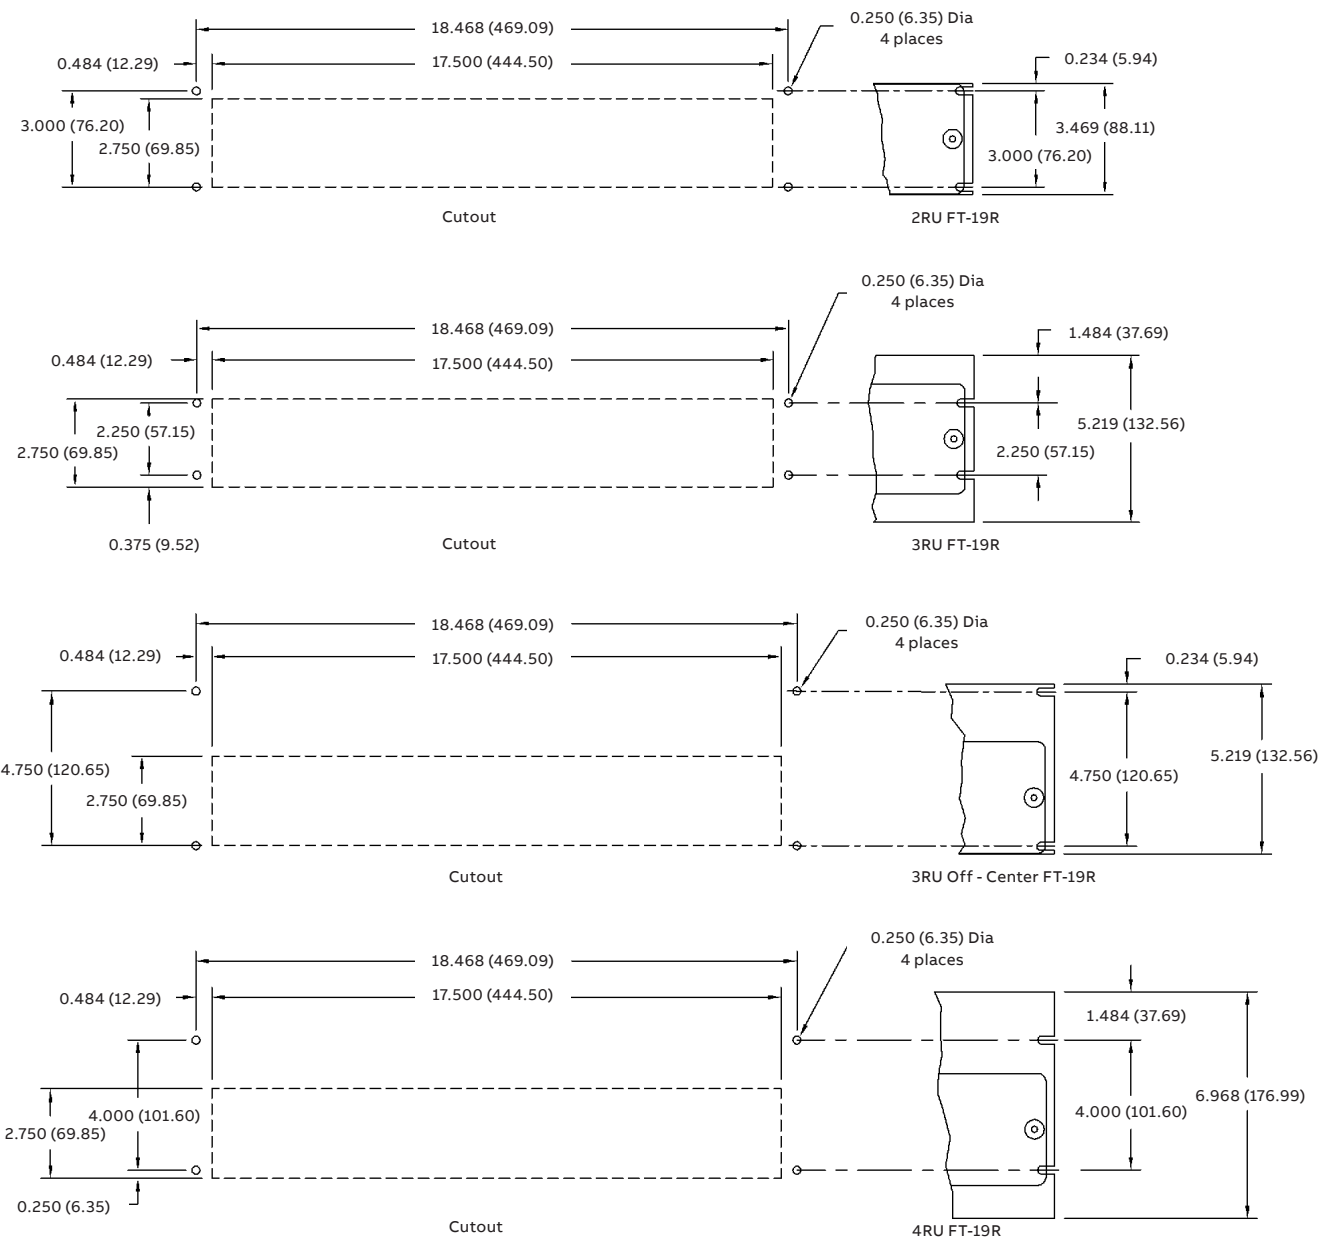 18.468 (469.09)
0.250 (6.35) Dia
4 places
0.484 (12.29)
17.500 (444.50)
0.234 (5.94)
3.000 (76.20)
2.750 (69.85)
3.469 (88.11)
3.000 (76.20)
Cutout
2RU FT-19R
0.250 (6.35) Dia
4 places
18.468 (469.09)
0.484 (12.29)
17.500 (444.50)
1.484 (37.69)
2.250 (57.15)
2.750 (69.85)
5.219 (132.56)
2.250 (57.15)
0.375 (9.52)
Cutout
3RU FT-19R
18.468 (469.09)
0.250 (6.35) Dia
4 places
0.484 (12.29)
17.500 (444.50)
0.234 (5.94)
4.750 (120.65)
2.750 (69.85)
4.750 (120.65)
5.219 (132.56)
Cutout
3RU Off - Center FT-19R
0.250 (6.35) Dia
4 places
18.468 (469.09)
0.484 (12.29)
17.500 (444.50)
1.484 (37.69)
4.000 (101.60)
2.750 (69.85)
4.000 (101.60)
6.968 (176.99)
0.250 (6.35)
Cutout
4RU FT-19R